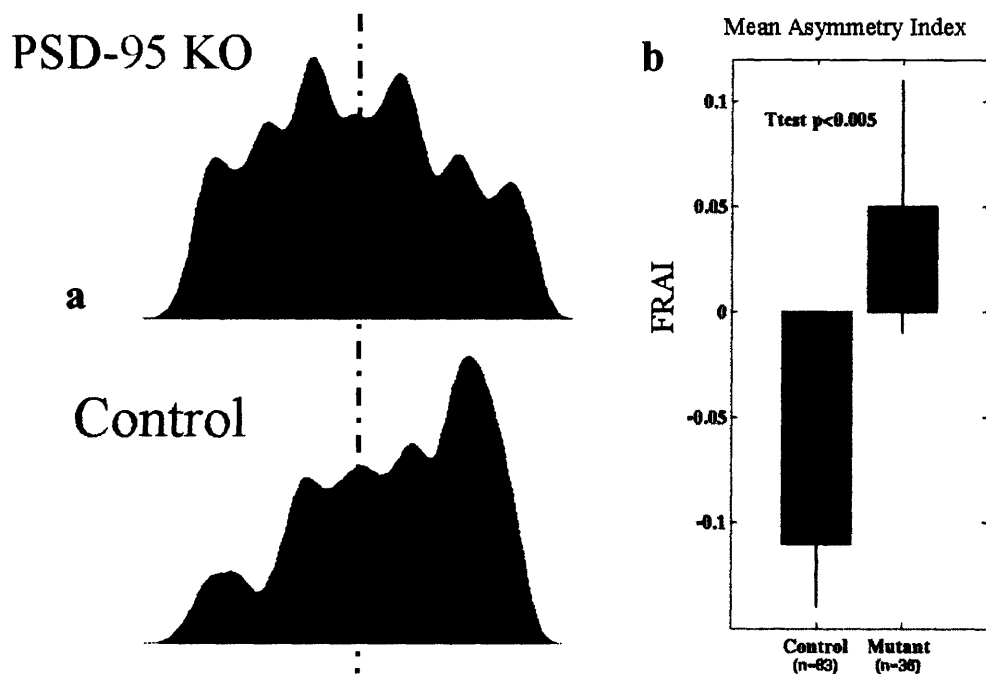 PSD-95 KO
a
Control
b
Mean Asymmetry Index
Ttest p<0.005
FRAI
0.1
0.05
0
-0.05
-0.1
Control
(n=83)
Mutant
(n=36)